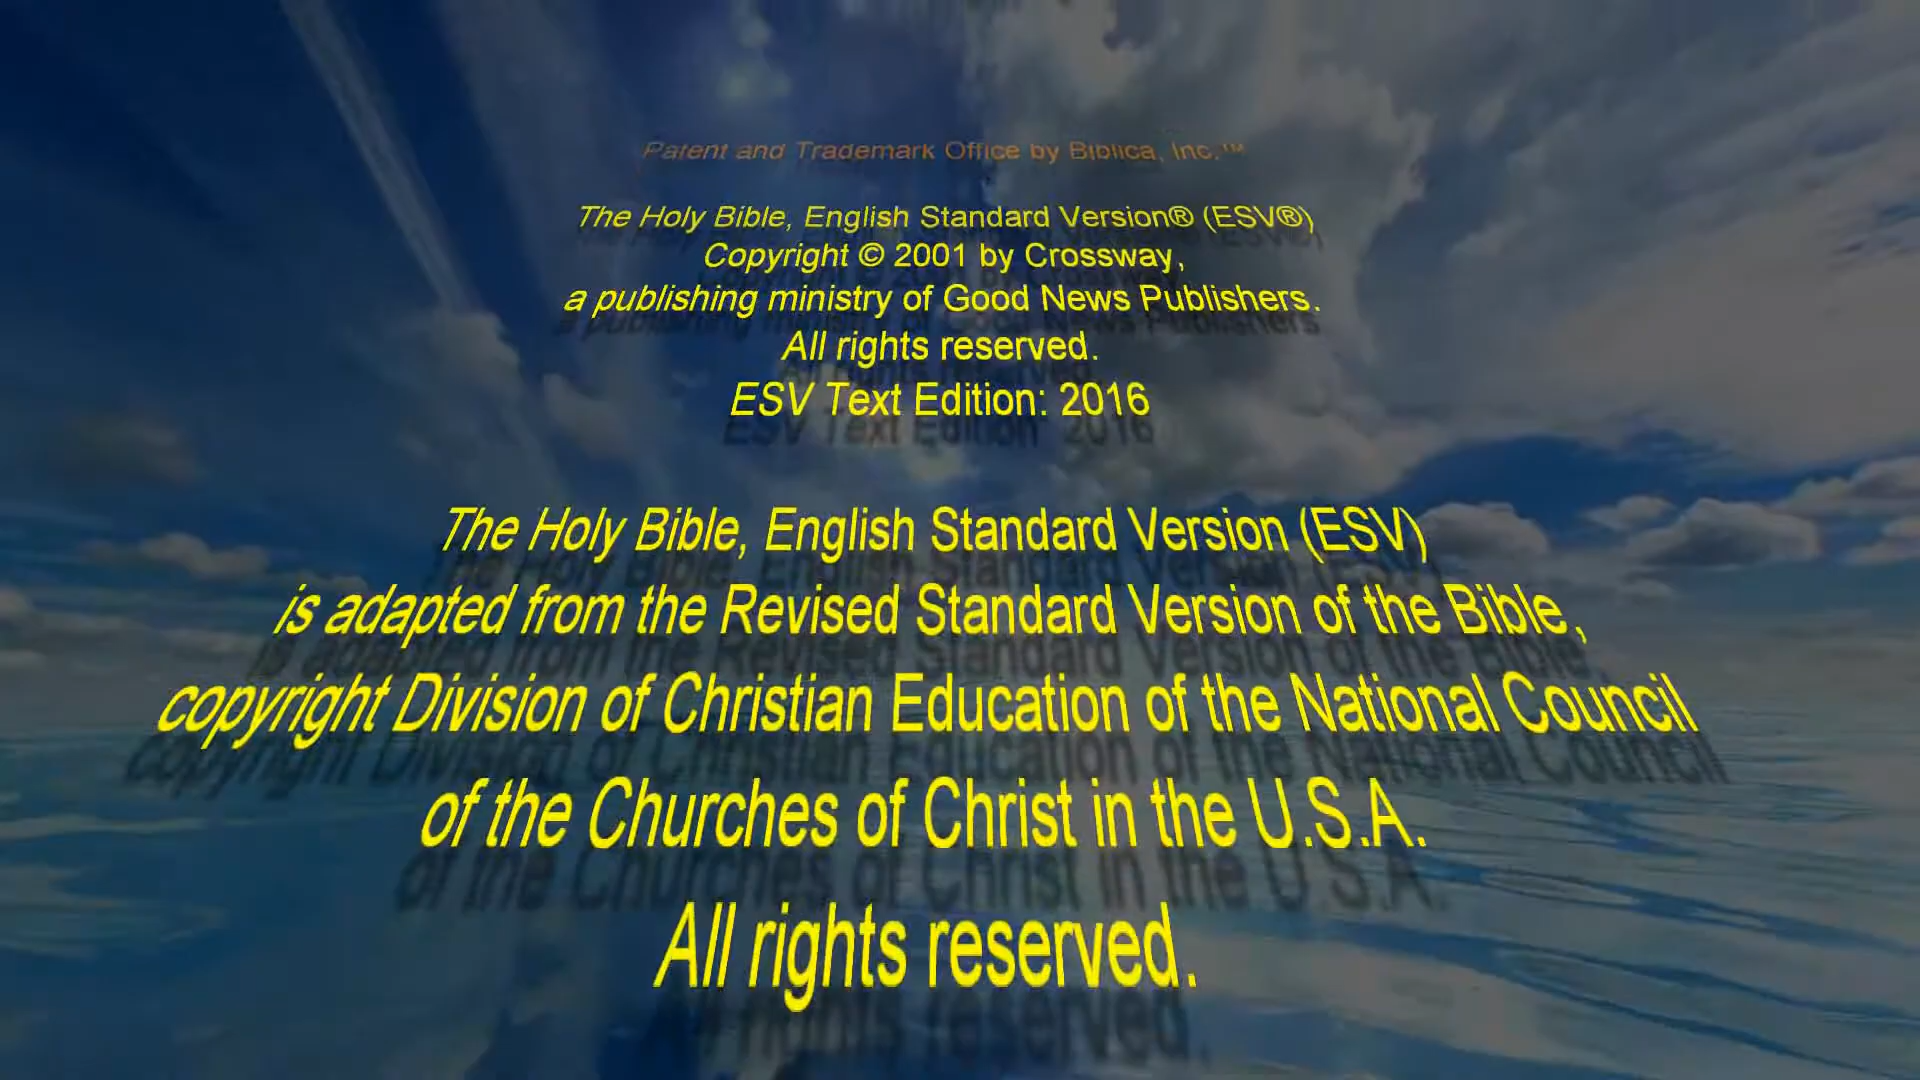 Patent and Trademark Office by Biblica, Inc.™
The Holy Bible, English Standard Version® (ESV®)
Copyright © 2001 by Crossway,
a publishing ministry of Good News Publishers.
All rights reserved.
ESV Text Edition: 2016
The Holy Bible, English Standard Version (ESV)
is adapted from the Revised Standard Version of the Bible,
copyright Division of Christian Education of the National Council
of the Churches of Christ in the U.S.A.
All rights reserved.